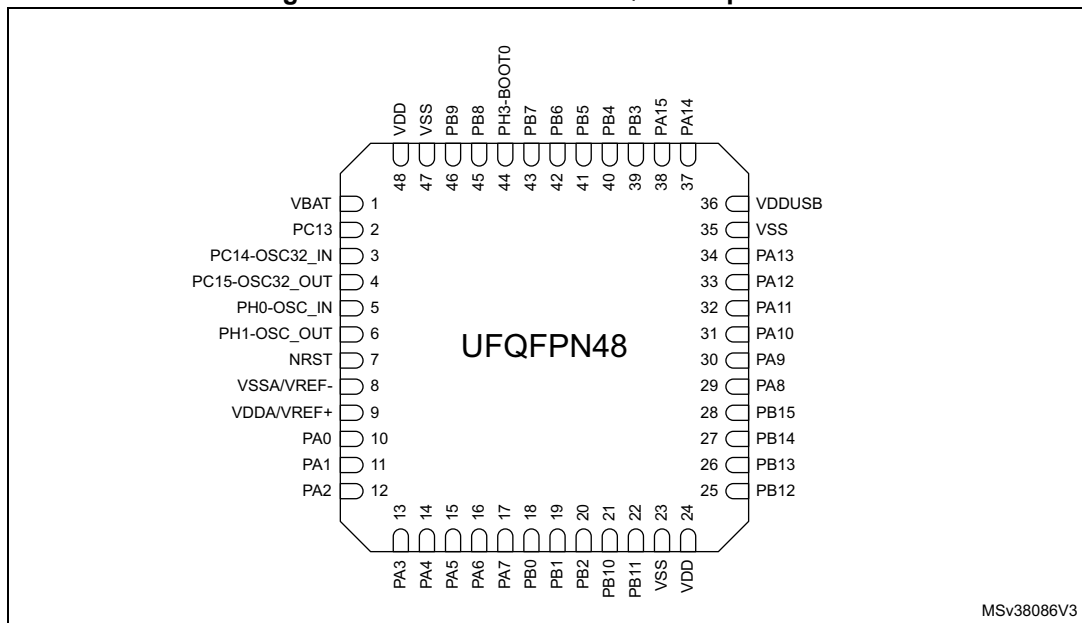 VDD
VSS
PB9
PB8
PH3-BOOT0
PB7
PB6
PB5
PB4
PB3
PA15
PA14
48
47
46
45
44
43
42
41
40
39
38
37
VBAT 1
PC13 2
PC14-OSC32_IN 3
PC15-OSC32_OUT 4
PH0-OSC_IN 5
PH1-OSC_OUT 6
NRST 7
VSSA/VREF- 8
VDDA/VREF+ 9
PA0 10
PA1 11
PA2 12
UFQFPN48
36 VDDUSB
35 VSS
34 PA13
33 PA12
32 PA11
31 PA10
30 PA9
29 PA8
28 PB15
27 PB14
26 PB13
25 PB12
13
14
15
16
17
18
19
20
21
22
23
24
PA3
PA4
PA5
PA6
PA7
PB0
PB1
PB2
PB10
PB11
VSS
VDD
MSv38086V3